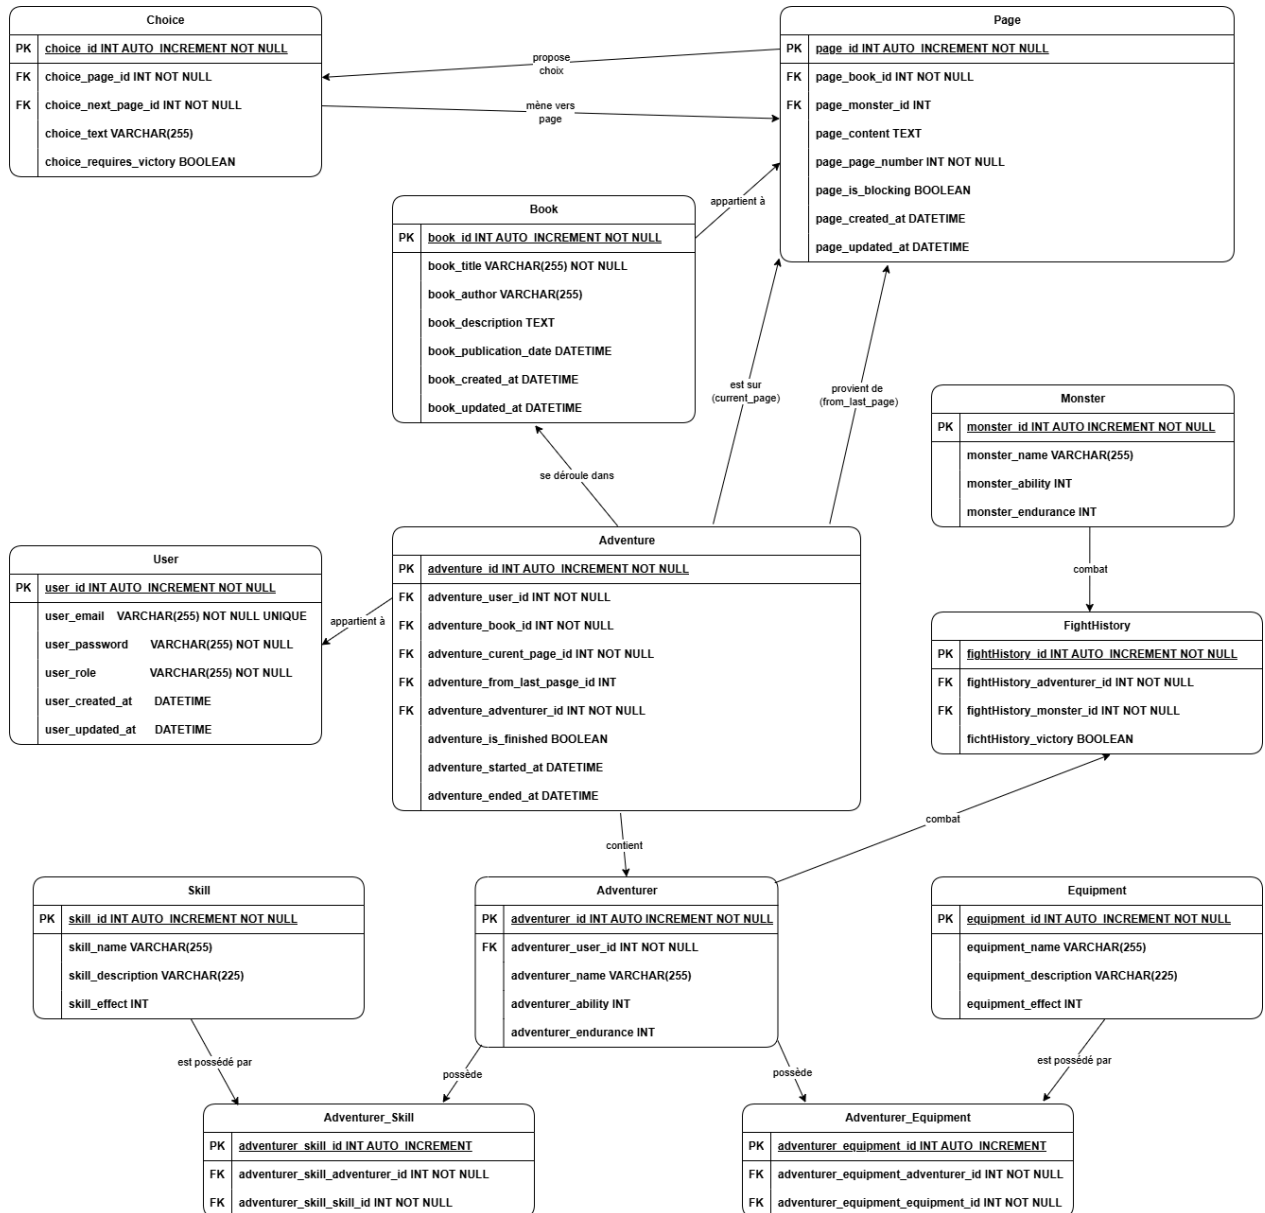 Choice
PK choice_id INT AUTO_INCREMENT NOT NULL
FK choice_page_id INT NOT NULL
FK choice_next_page_id INT NOT NULL
choice_text VARCHAR(255)
choice_requires_victory BOOLEAN
propose
choix
mène vers
page
Page
PK page_id INT AUTO_INCREMENT NOT NULL
FK page_book_id INT NOT NULL
FK page_monster_id INT
page_content TEXT
page_page_number INT NOT NULL
page_is_blocking BOOLEAN
page_created_at DATETIME
page_updated_at DATETIME
Book
PK book_id INT AUTO_INCREMENT NOT NULL
book_title VARCHAR(255) NOT NULL
book_author VARCHAR(255)
book_description TEXT
book_publication_date DATETIME
book_created_at DATETIME
book_updated_at DATETIME
appartient à
est sur
(current_page)
provient de
(from_last_page)
se déroule dans
Monster
PK monster_id INT AUTO INCREMENT NOT NULL
monster_name VARCHAR(255)
monster_ability INT
monster_endurance INT
combat
User
PK user_id INT AUTO_INCREMENT NOT NULL
user_email VARCHAR(255) NOT NULL UNIQUE
user_password VARCHAR(255) NOT NULL
user_role VARCHAR(255) NOT NULL
user_created_at DATETIME
user_updated_at DATETIME
appartient à
Adventure
PK adventure_id INT AUTO_INCREMENT NOT NULL
FK adventure_user_id INT NOT NULL
FK adventure_book_id INT NOT NULL
FK adventure_curent_page_id INT NOT NULL
FK adventure_from_last_pasge_id INT
FK adventure_adventurer_id INT NOT NULL
adventure_is_finished BOOLEAN
adventure_started_at DATETIME
adventure_ended_at DATETIME
FightHistory
PK fightHistory_id INT AUTO_INCREMENT NOT NULL
FK fightHistory_adventurer_id INT NOT NULL
FK fightHistory_monster_id INT NOT NULL
fichtHistory_victory BOOLEAN
contient
combat
Skill
PK skill_id INT AUTO_INCREMENT NOT NULL
skill_name VARCHAR(255)
skill_description VARCHAR(225)
skill_effect INT
Adventurer
PK adventurer_id INT AUTO INCREMENT NOT NULL
FK adventurer_user_id INT NOT NULL
adventurer_name VARCHAR(255)
adventurer_ability INT
adventurer_endurance INT
Equipment
PK equipment_id INT AUTO_INCREMENT NOT NULL
equipment_name VARCHAR(255)
equipment_description VARCHAR(225)
equipment_effect INT
est possédé par
possède
possède
est possédé par
Adventurer_Skill
PK adventurer_skill_id INT AUTO_INCREMENT
FK adventurer_skill_adventurer_id INT NOT NULL
FK adventurer_skill_skill_id INT NOT NULL
Adventurer_Equipment
PK adventurer_equipment_id INT AUTO_INCREMENT
FK adventurer_equipment_adventurer_id INT NOT NULL
FK adventurer_equipment_equipment_id INT NOT NULL